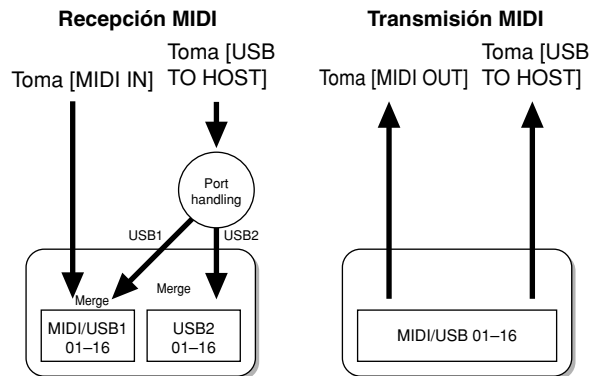 Recepción MIDI
Toma [MIDI IN]
Toma [USB
TO HOST]
Port
handling
USB1
USB2
Merge
Merge
MIDI/USB1
01–16
USB2
01–16
Transmisión MIDI
Toma [MIDI OUT]
Toma [USB
TO HOST]
MIDI/USB 01–16